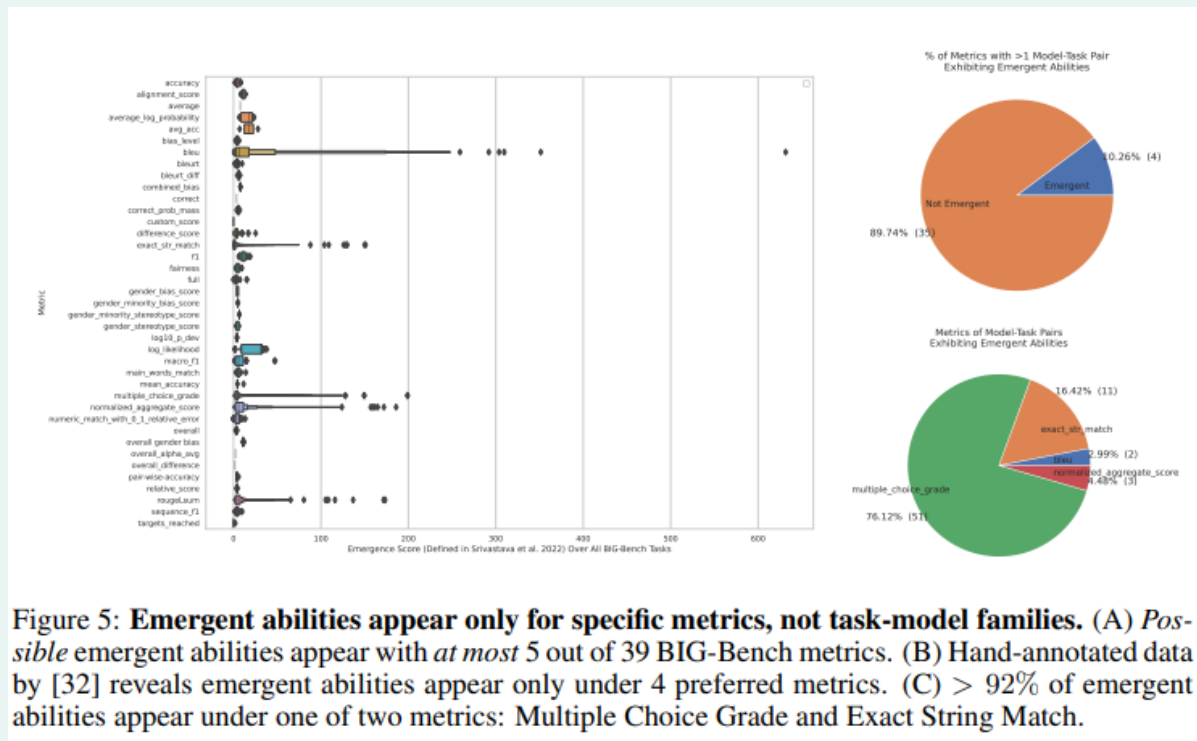 % of Metrics with >1 Model-Task Pair
Exhibiting Emergent Abilities
accuracy
alignment_score
average
average_log_probability
avg_acc
bias_level
bleu
bleurt
bleurt_diff
combined_bias
correct
correct_prob_mass
custom_score
difference_score
exact_str_match
f1
fairness
full
gender_bias_score
gender_minority_bias_score
gender_minority_stereotype_score
gender_stereotype_score
log10_p_dev
log_likelihood
macro_f1
main_words_match
mean_accuracy
multiple_choice_grade
normalized_aggregate_score
numeric_match_with_0_1_relative_error
overall
overall gender bias
overall_alpha_avg
overall_difference
pair-wise-accuracy
relative_score
rougeLsum
sequence_f1
targets_reached
Metric
0 100 200 300 400 500 600
Emergence Score (Defined in Srivastava et al. 2022) Over All BIG-Bench Tasks
10.26% (4)
Emergent
Not Emergent
89.74% (35)
Metrics of Model-Task Pairs
Exhibiting Emergent Abilities
16.42% (11)
exact_str_match
2.99% (2)
bleu
normalized_aggregate_score
4.48% (3)
multiple_choice_grade
76.12% (51)
Figure 5: Emergent abilities appear only for specific metrics, not task-model families. (A) Pos-
sible emergent abilities appear with at most 5 out of 39 BIG-Bench metrics. (B) Hand-annotated data
by [32] reveals emergent abilities appear only under 4 preferred metrics. (C) > 92% of emergent
abilities appear under one of two metrics: Multiple Choice Grade and Exact String Match.